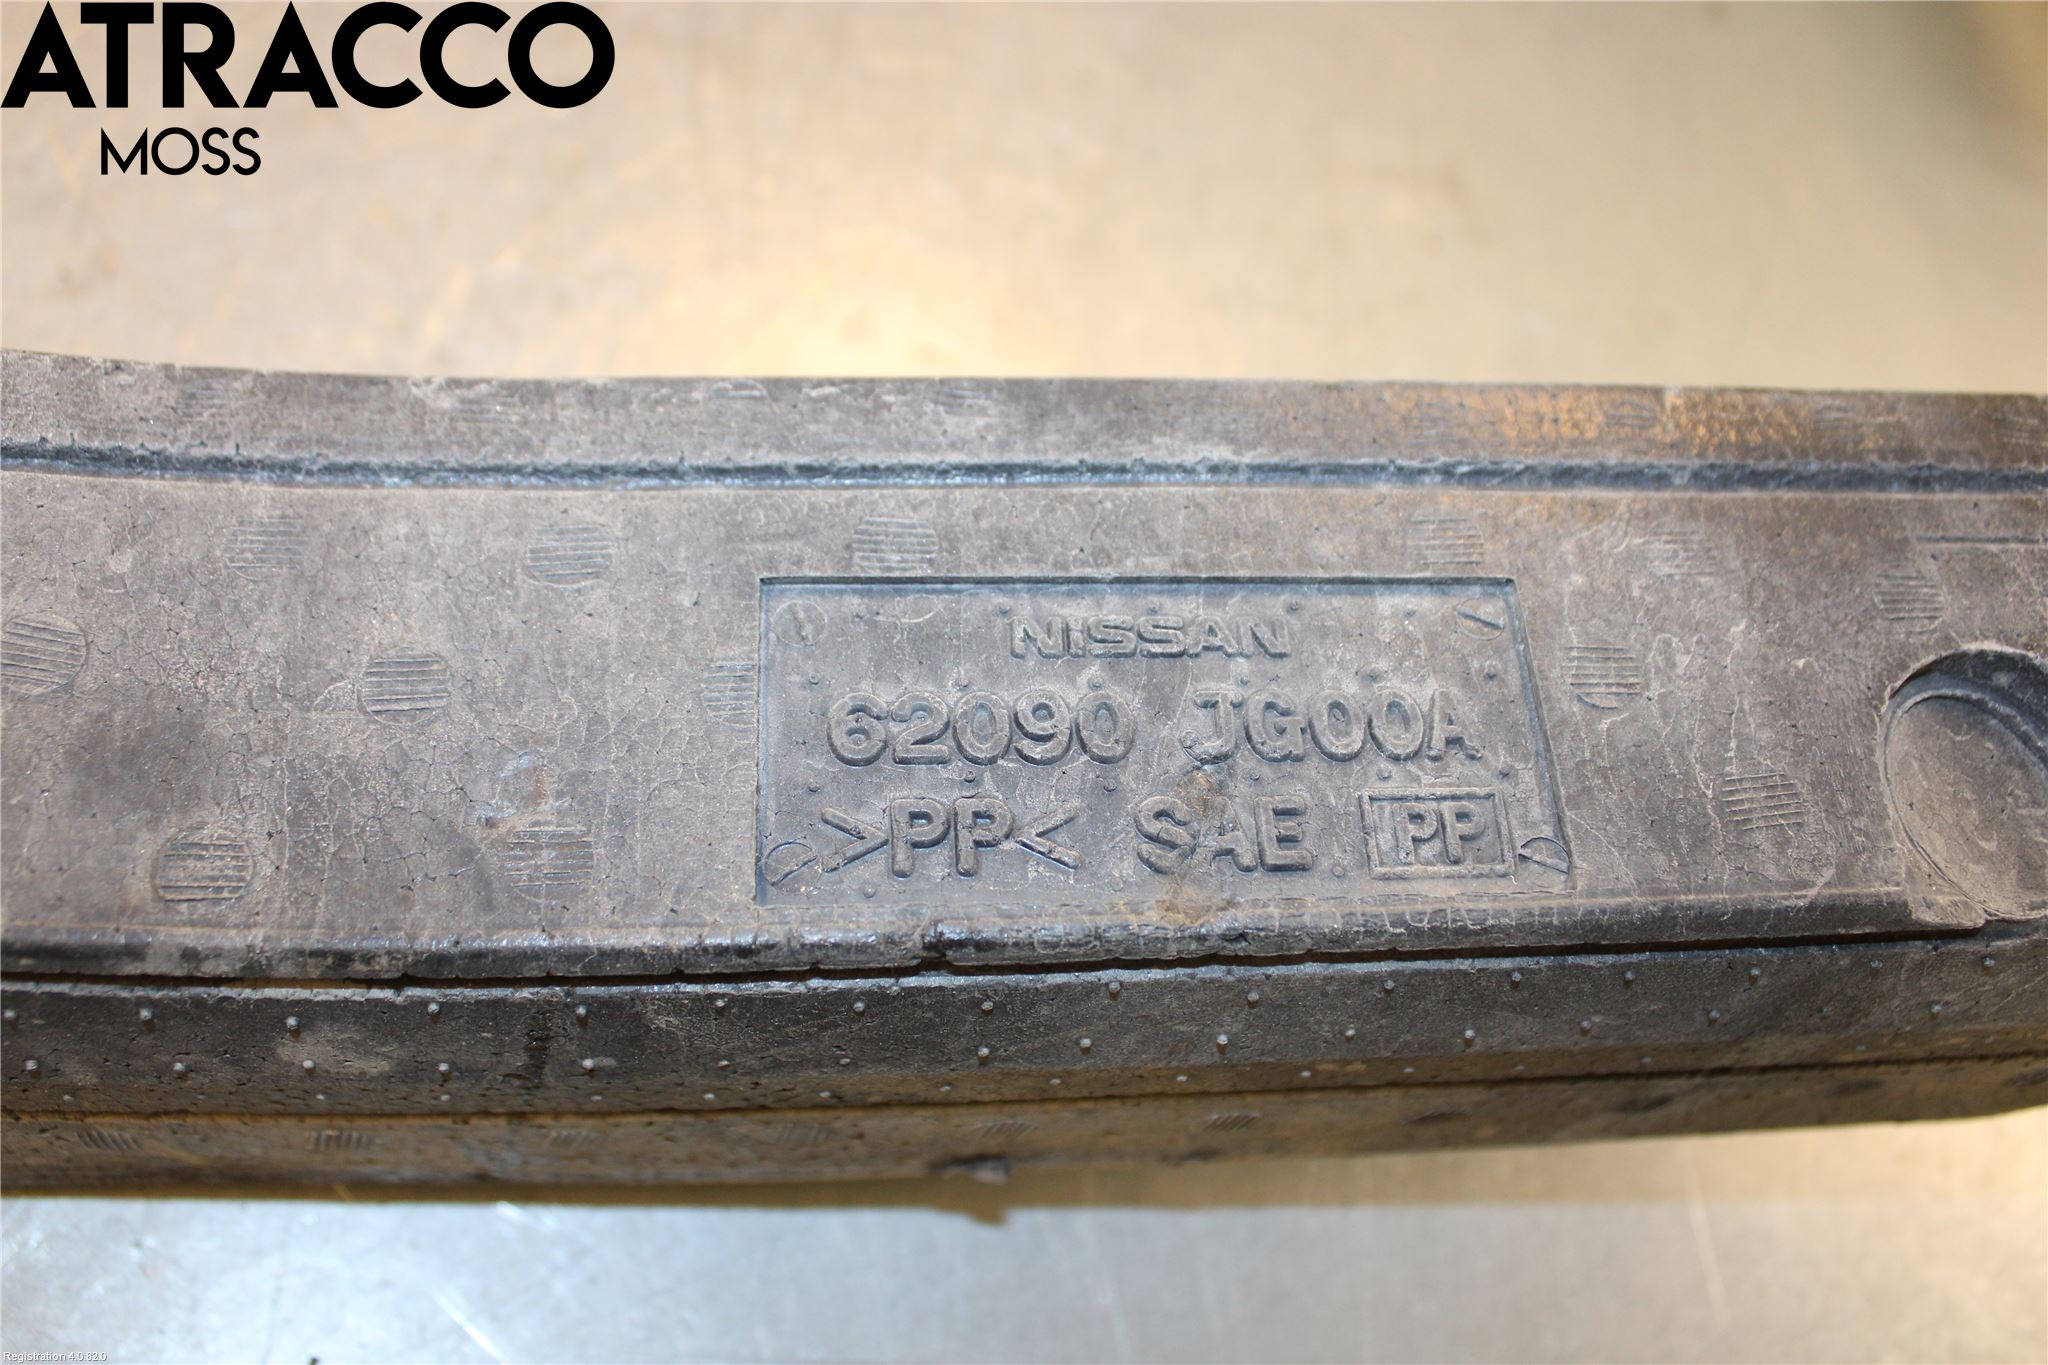 ATRACCO
MOSS
NISSAN
62090 JG00A
>PP< SAE PP
Registration 4.0.82.0